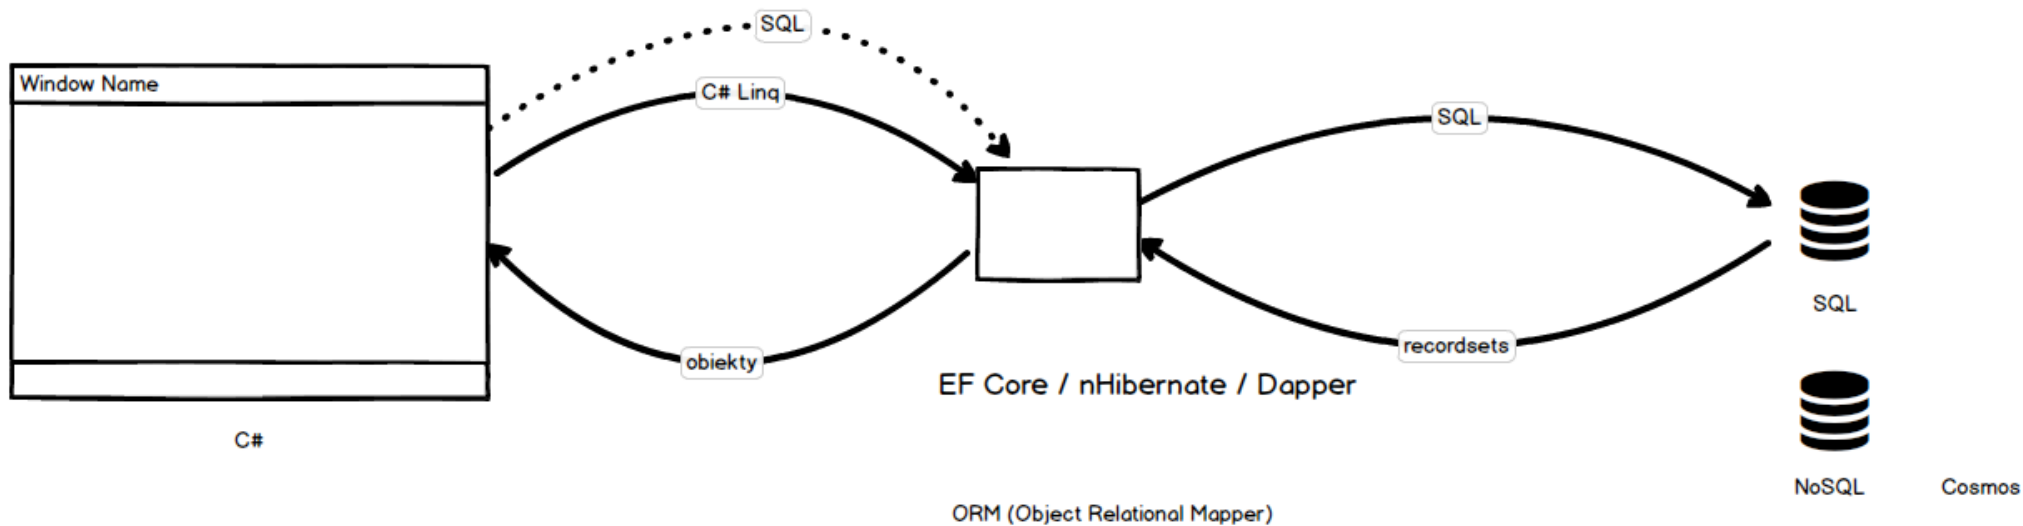 SQL
Window Name
C# Linq
SQL
SQL
recordsets
obiekty
EF Core / nHibernate / Dapper
C#
NoSQL
Cosmos
ORM (Object Relational Mapper)